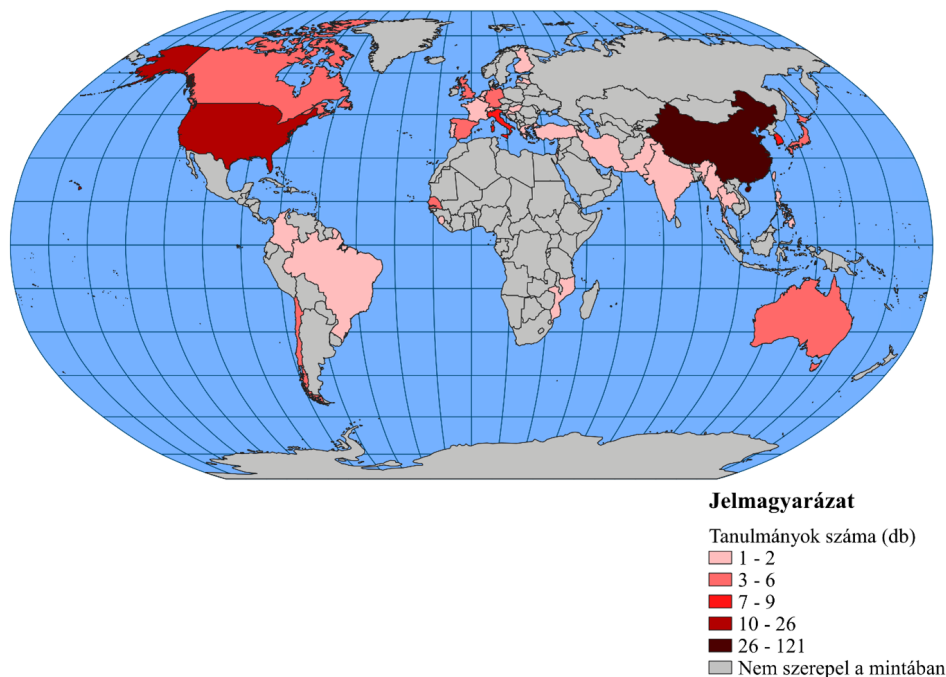 Jelmagyarázat
Tanulmányok száma (db)
1 - 2
3 - 6
7 - 9
10 - 26
26 - 121
Nem szerepel a mintában